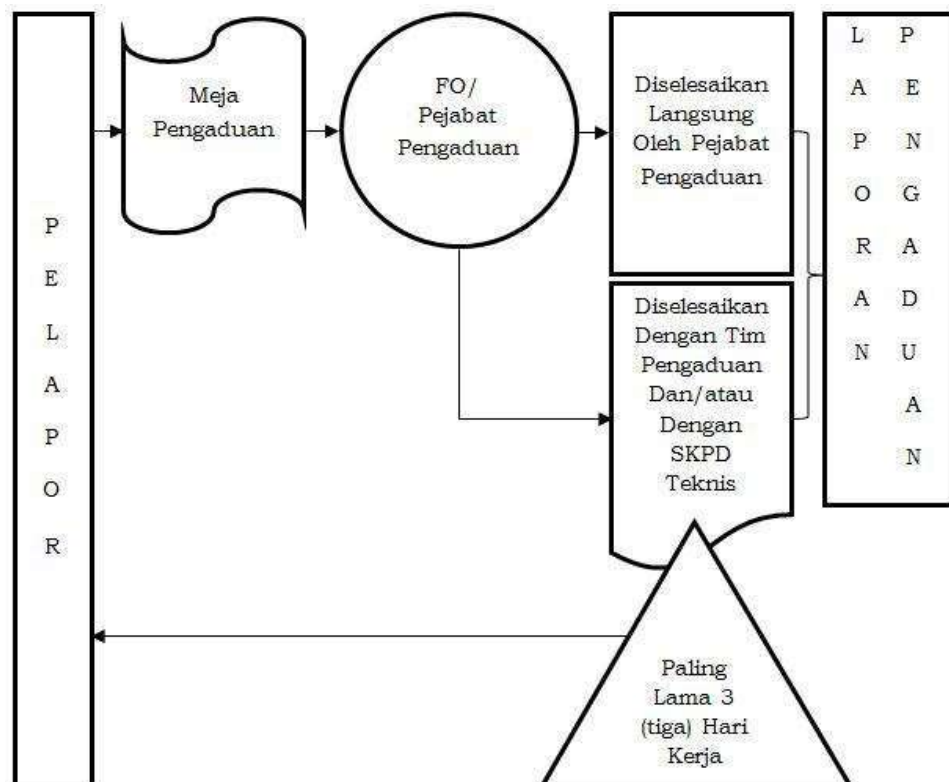 P
E
L
A
P
O
R
Meja
Pengaduan
FO/
Pejabat
Pengaduan
Diselesaikan
Langsung
Oleh Pejabat
Pengaduan
Diselesaikan
Dengan Tim
Pengaduan
Dan/atau
Dengan
SKPD
Teknis
L P
A E
P N
O G
R A
A D
N U
A
N
Paling
Lama 3
(tiga) Hari
Kerja